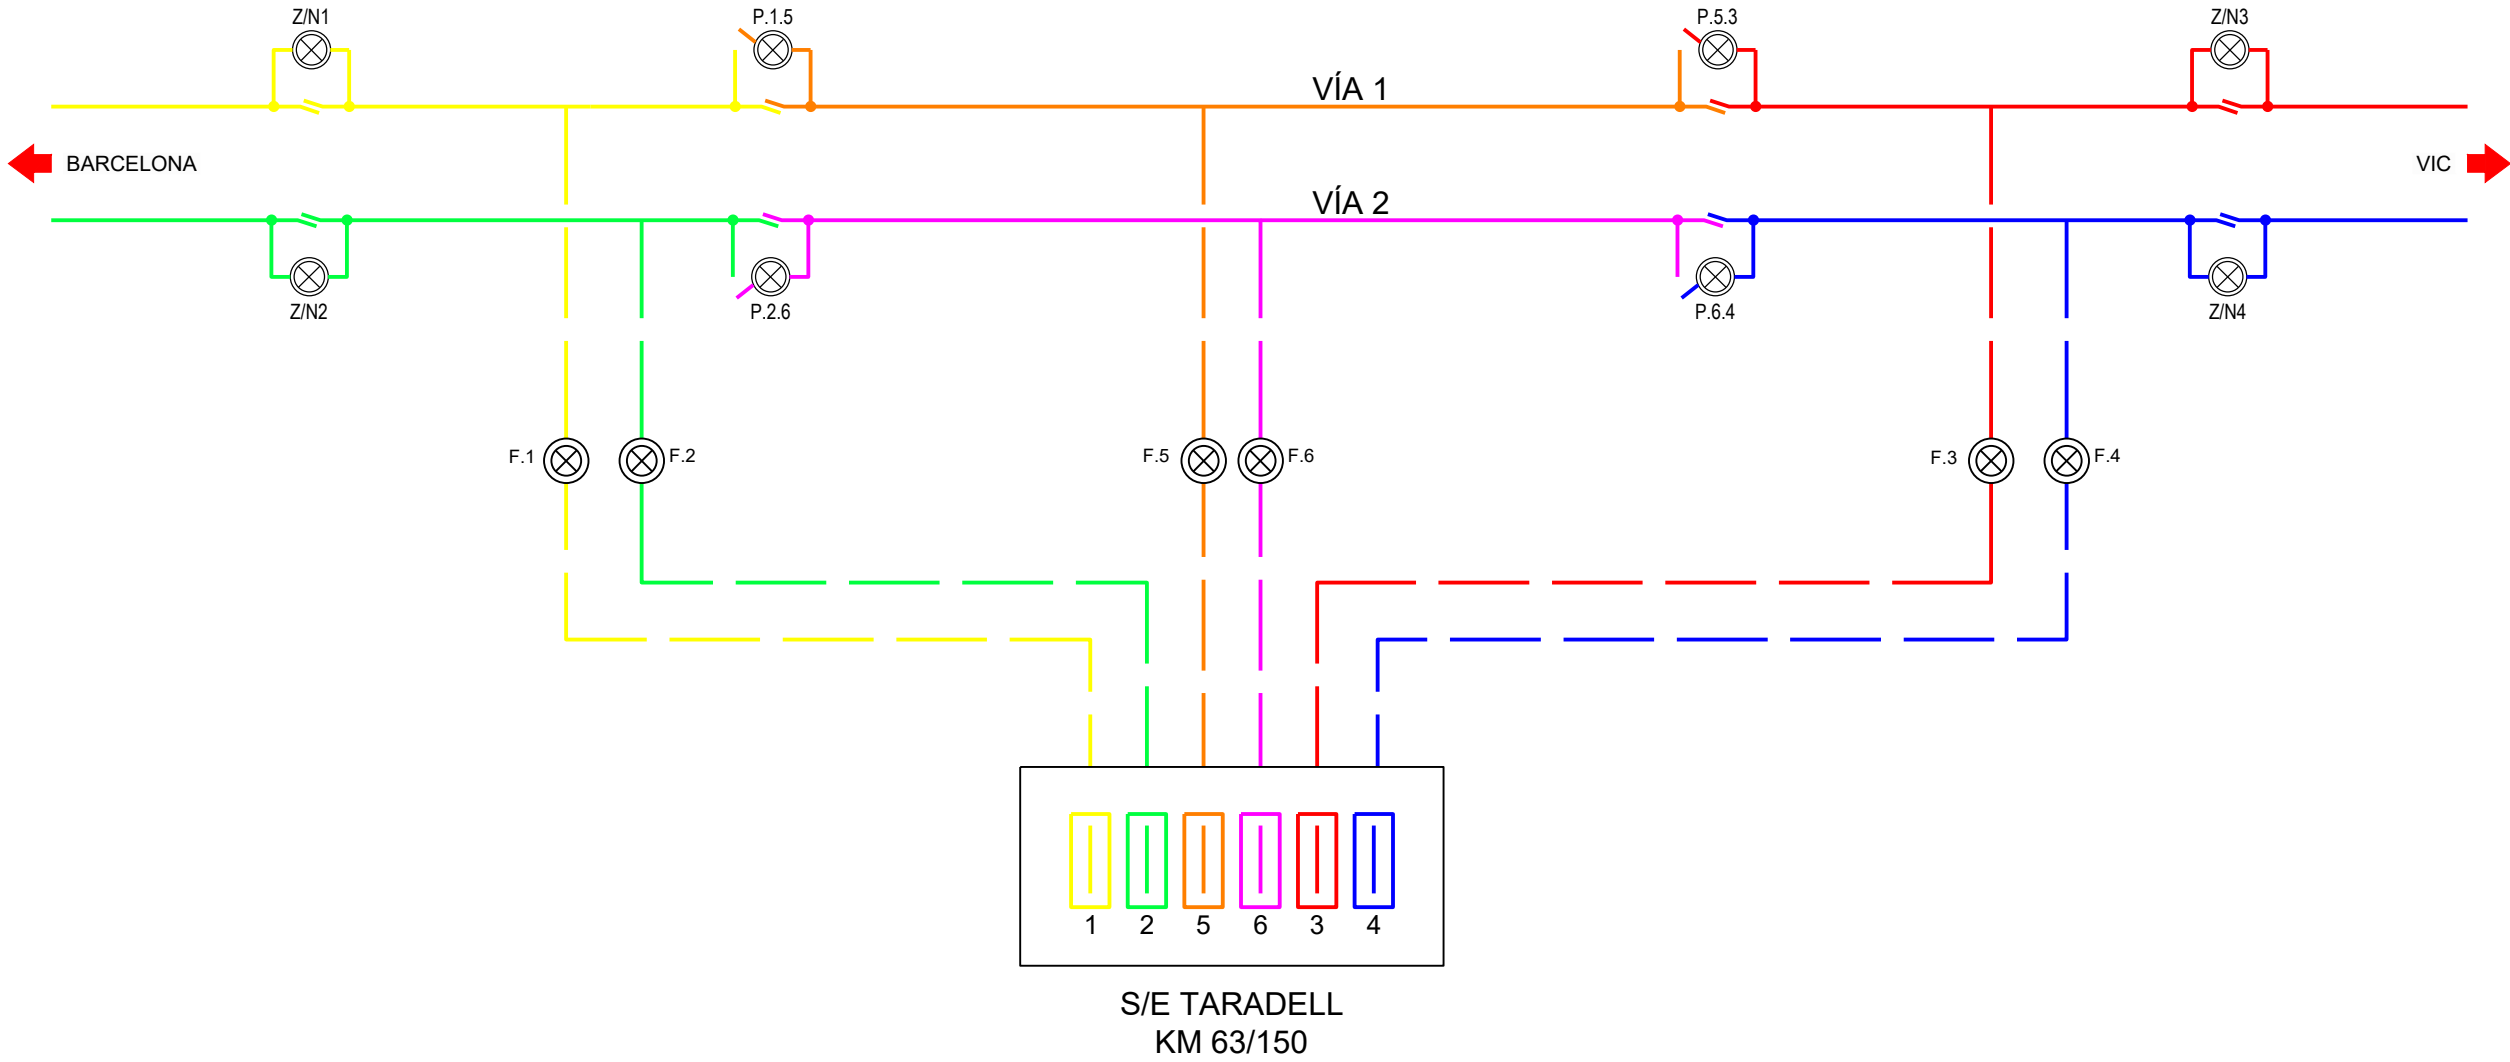 Z/N1
P.1.5
P.5.3
Z/N3
VÍA 1
BARCELONA
VIC
VÍA 2
Z/N2
P.2.6
P.6.4
Z/N4
F.1
F.2
F.5
F.6
F.3
F.4
1 2 5 6 3 4
S/E TARADELL
KM 63/150